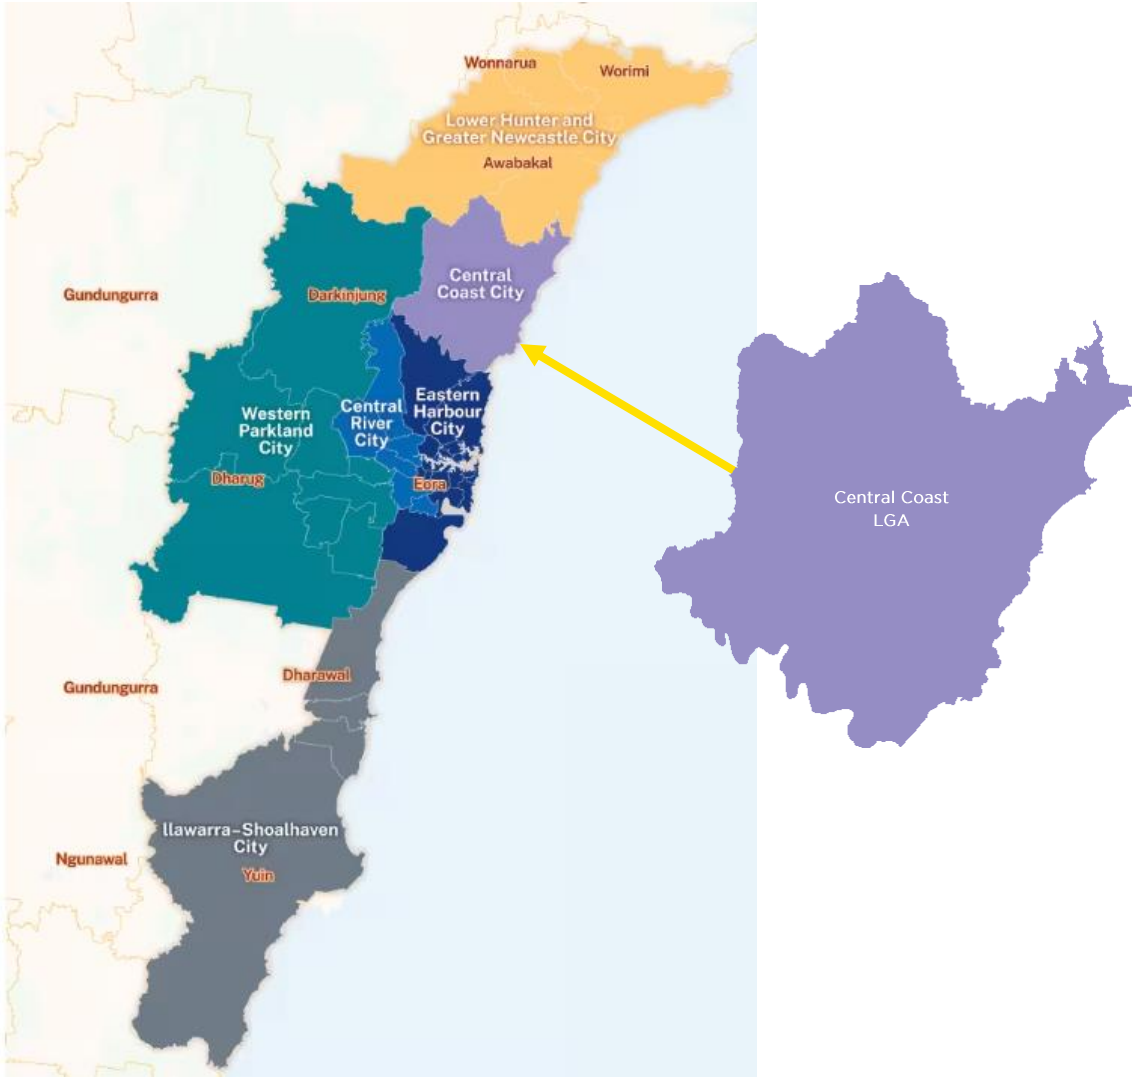 Wonnarua
Worimi
Lower Hunter and
Greater Newcastle City
Awabakal
Central
Coast City
Gundungurra
Darkinjung
Eastern
Harbour
City
Central
River
City
Western
Parkland
City
Dharug
Eora
Central Coast
LGA
Dharawal
Gundungurra
Illawarra–Shoalhaven
City
Ngunawal
Yuin